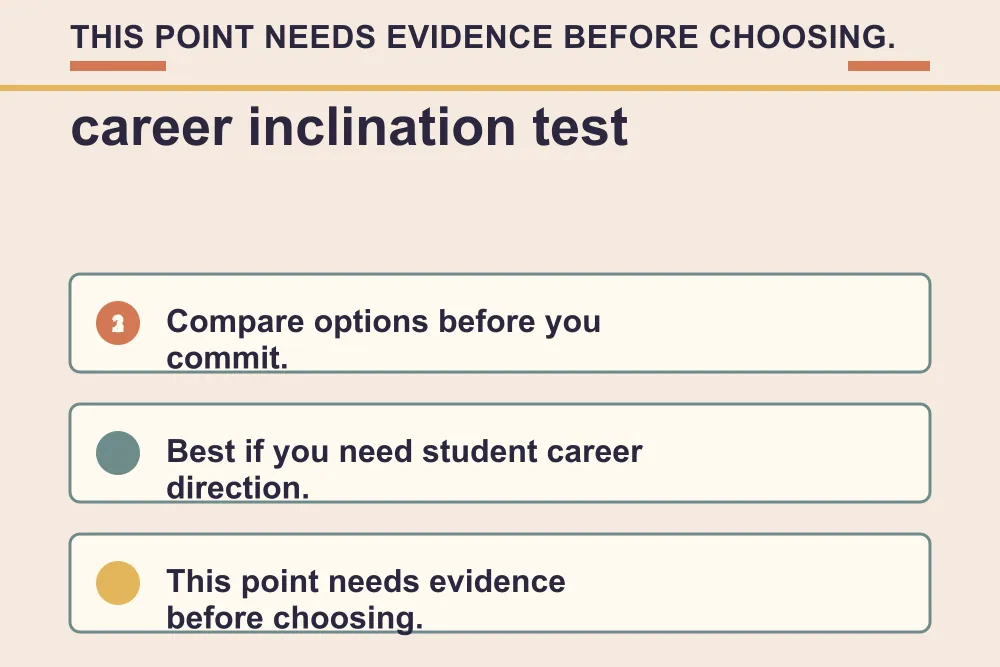 THIS POINT NEEDS EVIDENCE BEFORE CHOOSING.
career inclination test
Compare options before you
commit.
Best if you need student career
direction.
This point needs evidence
before choosing.